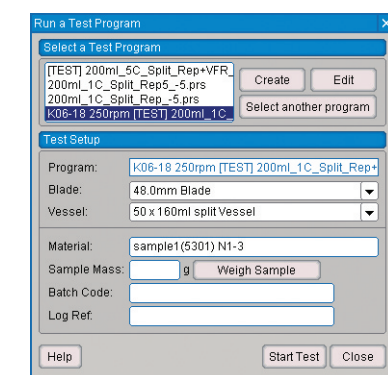 Run a Test Program
Select a Test Program
[TEST] 200ml_5C_Split_Rep+VFR_
200ml_1C_Split_Rep5_-5.prs
200ml_1C_Split_Rep_-5.prs
K06-18 250rpm [TEST] 200ml_1C_
Create Edit
Select another program
Test Setup
Program: K06-18 250rpm [TEST] 200ml_1C_Split_Rep+
Blade: 48.0mm Blade
Vessel: 50 x 160ml split Vessel
Material: sample1(5301) N1-3
Sample Mass: g Weigh Sample
Batch Code:
Log Ref:
Help Start Test Close